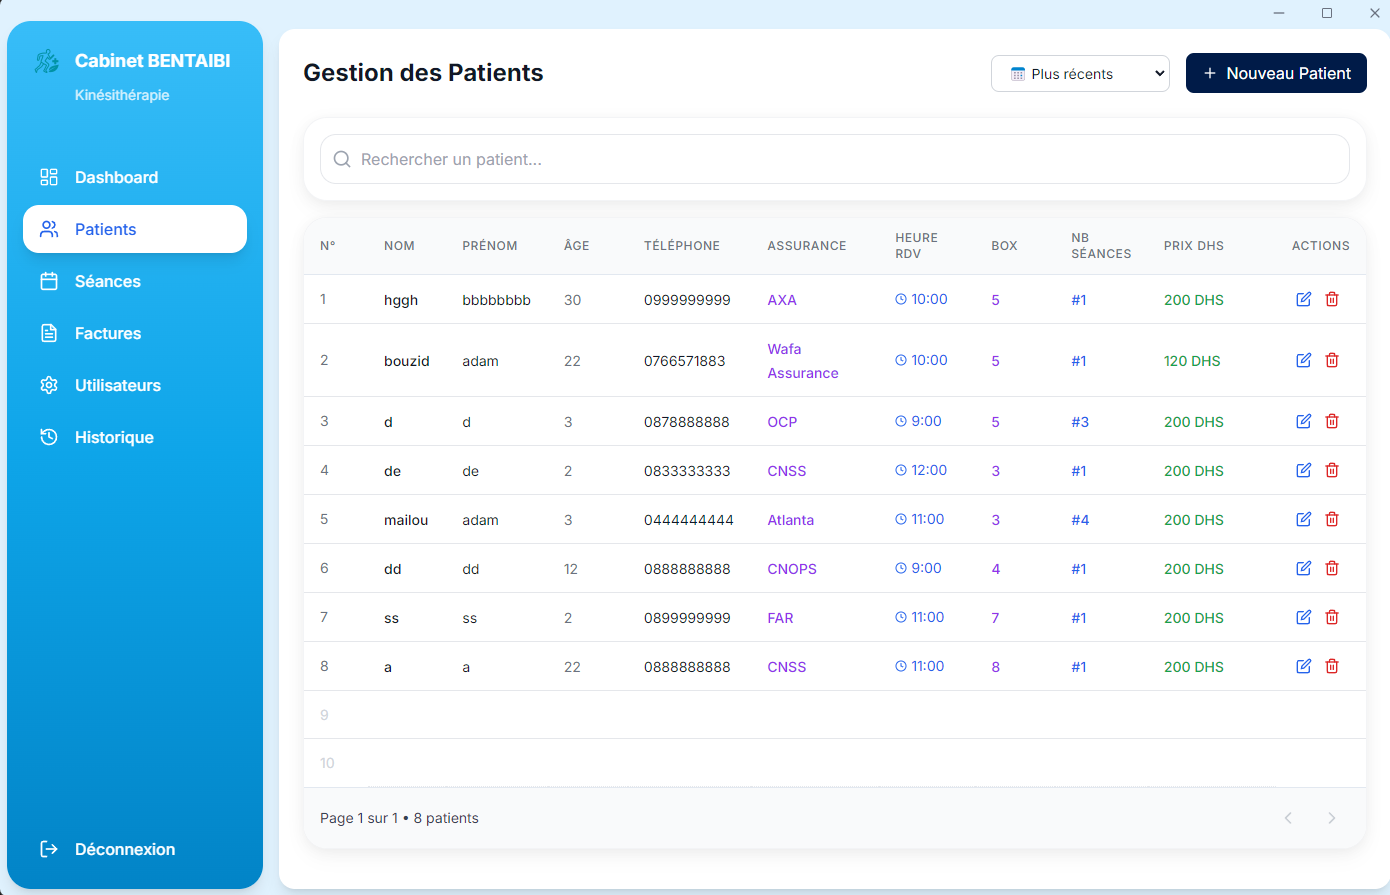 Cabinet BENTAIBI
Kinésithérapie
Dashboard
Patients
Séances
Factures
Utilisateurs
Historique
Déconnexion
Gestion des Patients
Plus récents
+ Nouveau Patient
Rechercher un patient...
N° NOM PRÉNOM ÂGE TÉLÉPHONE ASSURANCE HEURE RDV BOX NB SÉANCES PRIX DHS ACTIONS
1 hggh bbbbbbbb 30 0999999999 AXA 10:00 5 #1 200 DHS
2 bouzid adam 22 0766571883 Wafa Assurance 10:00 5 #1 120 DHS
3 d d 3 0878888888 OCP 9:00 5 #3 200 DHS
4 de de 2 0833333333 CNSS 12:00 3 #1 200 DHS
5 mailou adam 3 0444444444 Atlanta 11:00 3 #4 200 DHS
6 dd dd 12 0888888888 CNOPS 9:00 4 #1 200 DHS
7 ss ss 2 0899999999 FAR 11:00 7 #1 200 DHS
8 a a 22 0888888888 CNSS 11:00 8 #1 200 DHS
9
10
Page 1 sur 1 • 8 patients